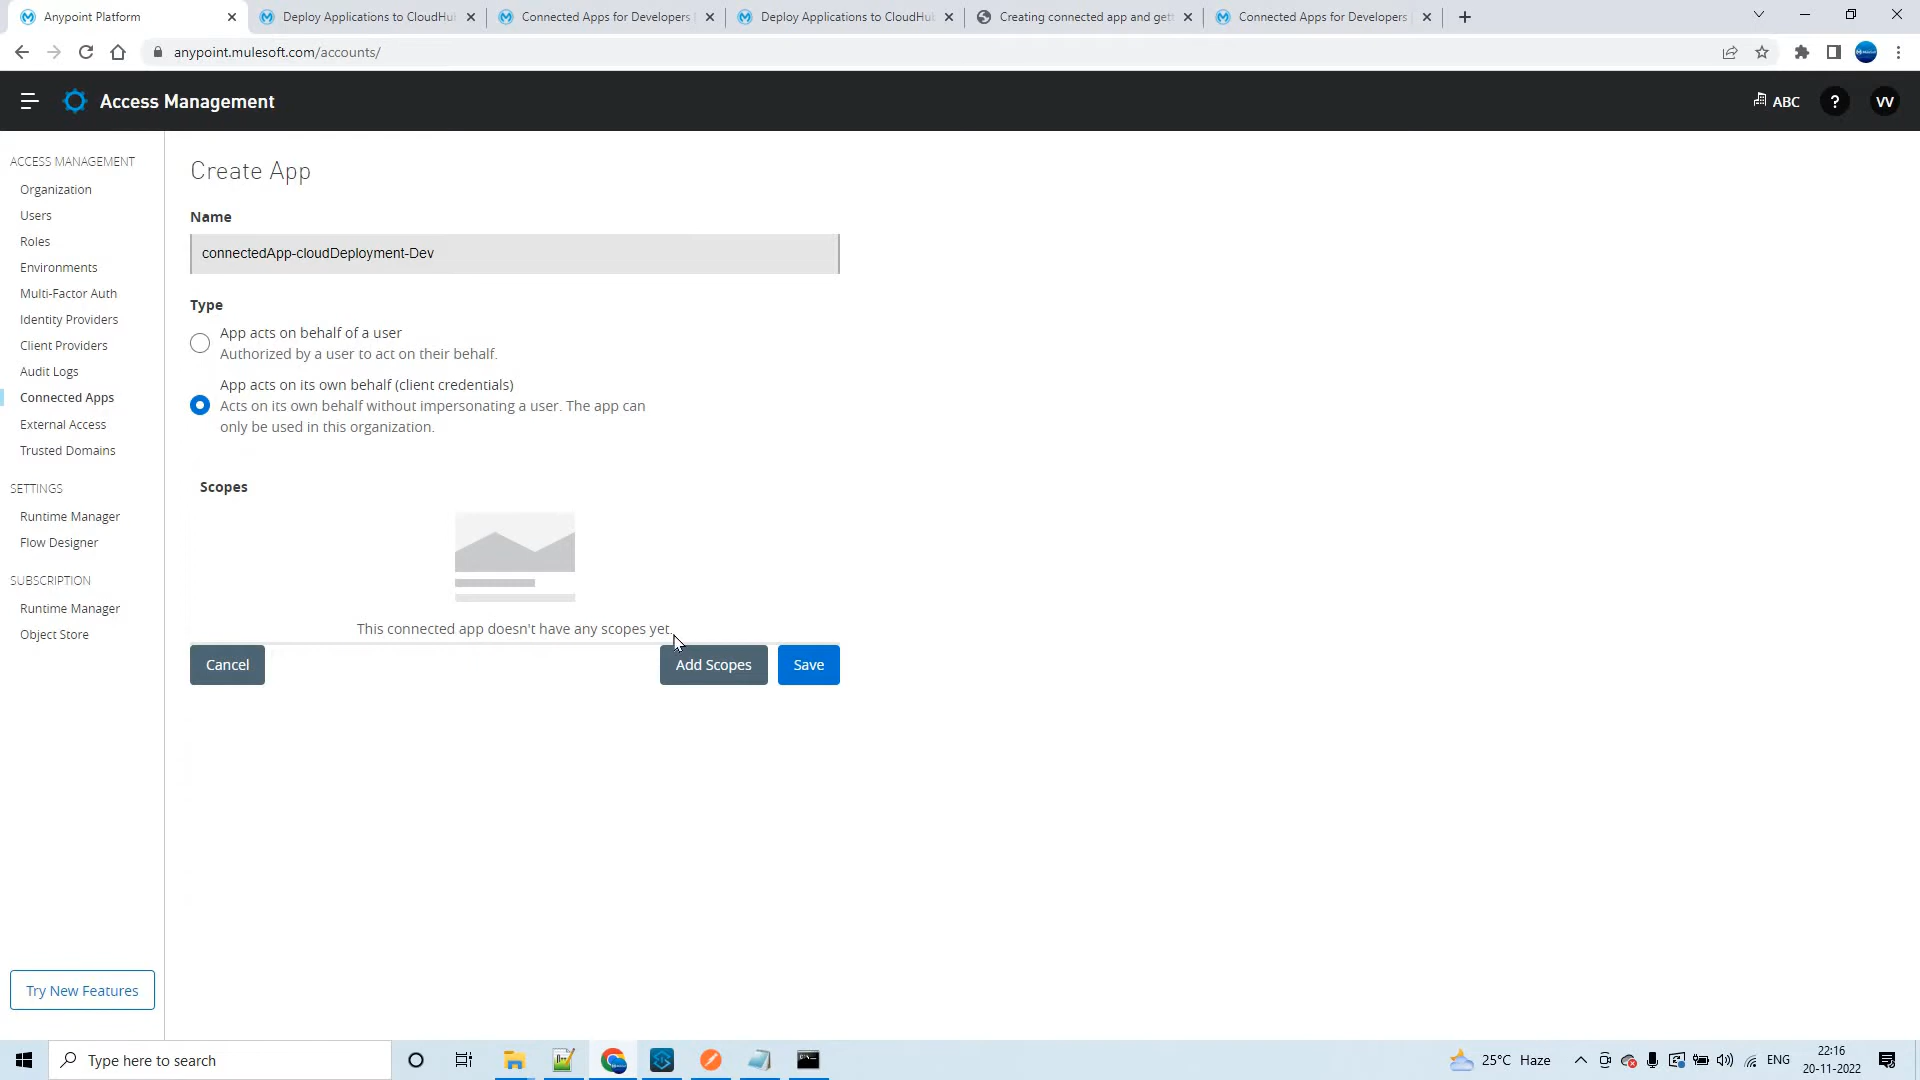 Anypoint Platform
Deploy Applications to CloudHu
Connected Apps for Developers
Deploy Applications to CloudHu
Creating connected app and gett
Connected Apps for Developers
anypoint.mulesoft.com/accounts/
Access Management
ABC
?
VV
ACCESS MANAGEMENT
Organization
Users
Roles
Environments
Multi-Factor Auth
Identity Providers
Client Providers
Audit Logs
Connected Apps
External Access
Trusted Domains
SETTINGS
Runtime Manager
Flow Designer
SUBSCRIPTION
Runtime Manager
Object Store
Try New Features
Create App
Name
connectedApp-cloudDeployment-Dev
Type
App acts on behalf of a user
Authorized by a user to act on their behalf.
App acts on its own behalf (client credentials)
Acts on its own behalf without impersonating a user. The app can
only be used in this organization.
Scopes
This connected app doesn't have any scopes yet.
Cancel
Add Scopes
Save
Type here to search
25°C Haze
ENG
22:16
20-11-2022